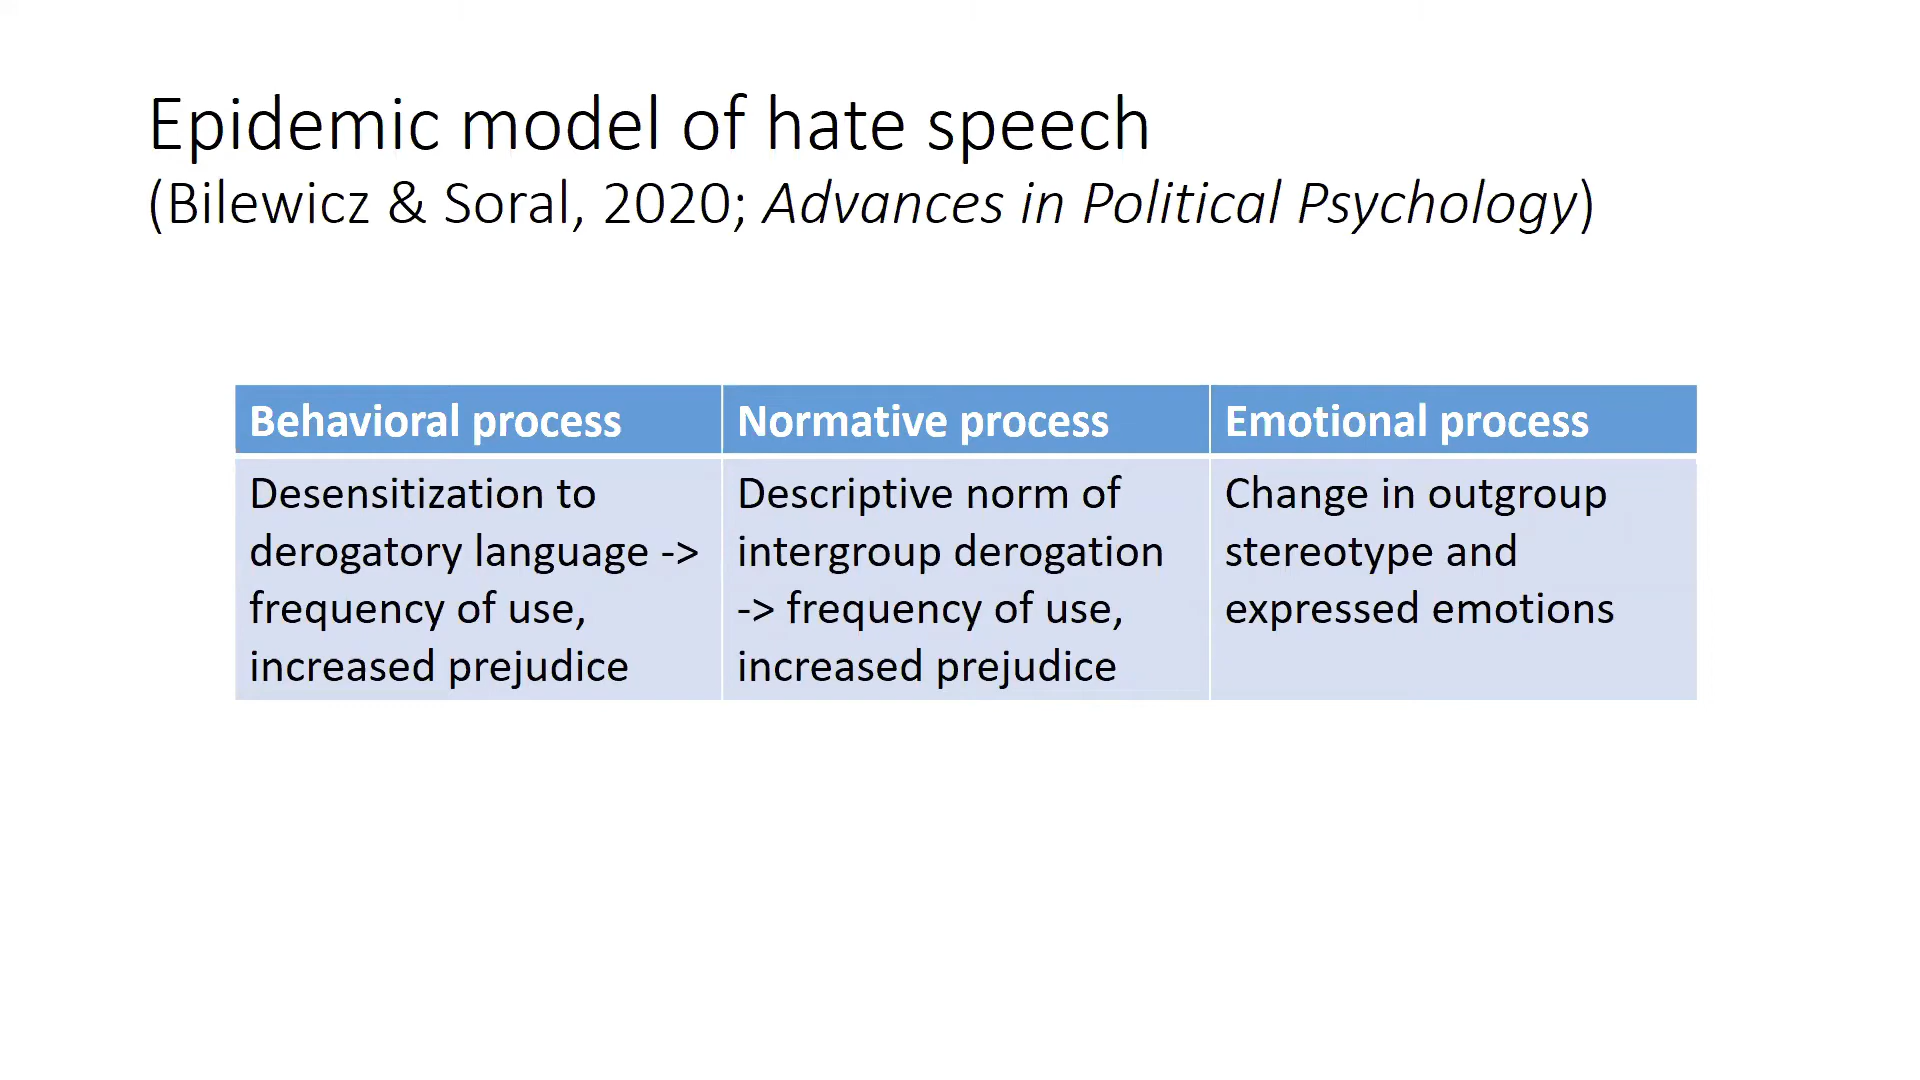 Epidemic model of hate speech
(Bilewicz & Soral, 2020; Advances in Political Psychology)
Behavioral process
Desensitization to
derogatory language ->
frequency of use,
increased prejudice
Normative process
Descriptive norm of
intergroup derogation
-> frequency of use,
increased prejudice
Emotional process
Change in outgroup
stereotype and
expressed emotions